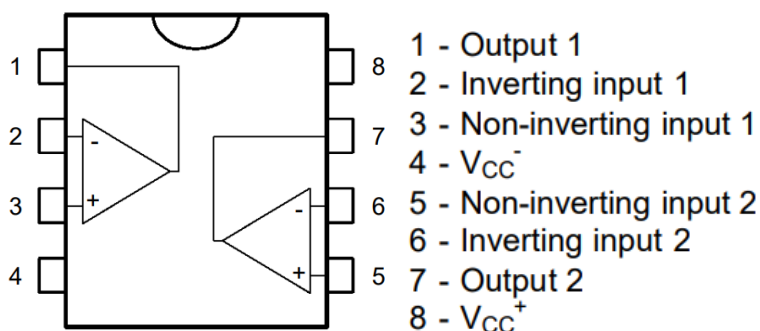 1
2
3
4
8
7
6
5
-
+
-
+
1 - Output 1
2 - Inverting input 1
3 - Non-inverting input 1
4 - VCC-
5 - Non-inverting input 2
6 - Inverting input 2
7 - Output 2
8 - VCC+